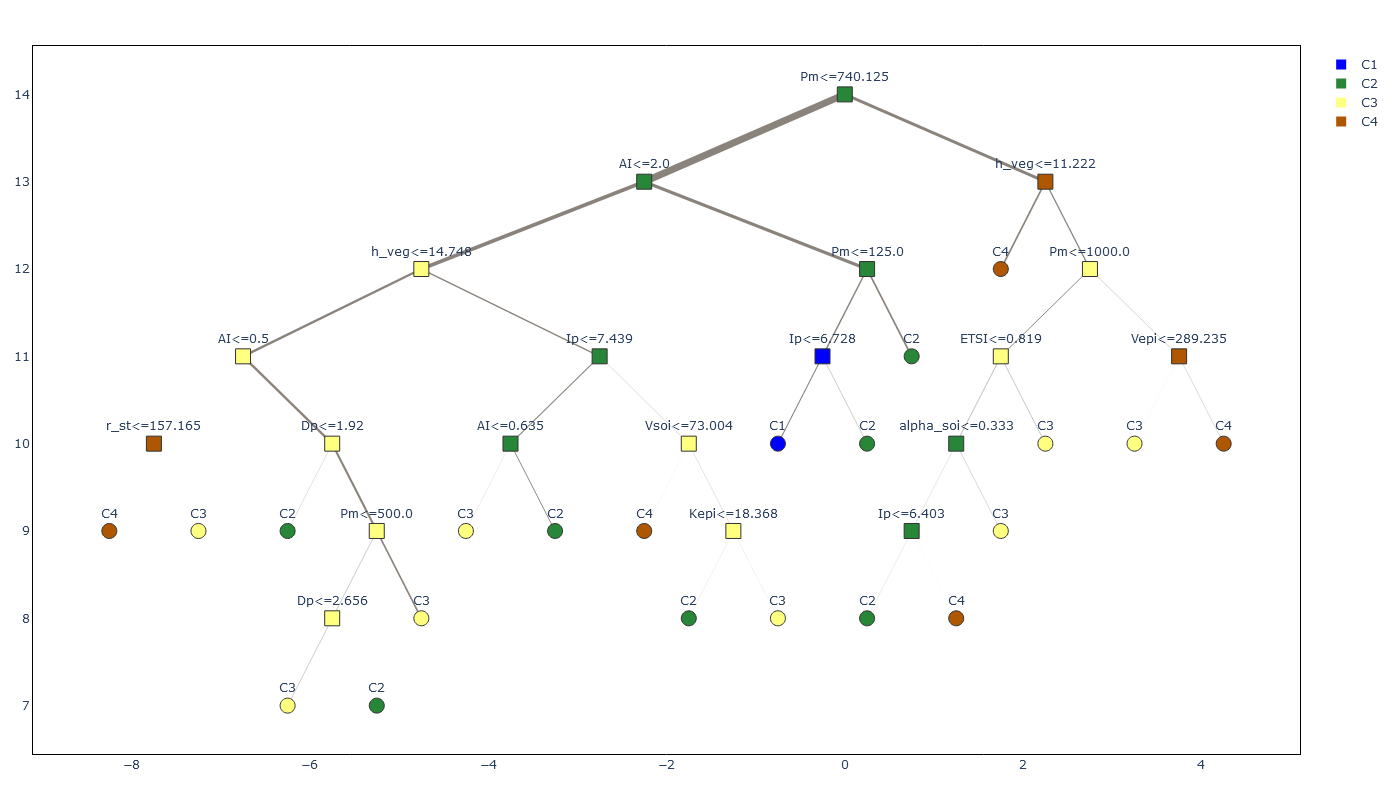 Pm<=740.125
C1
C2
C3
C4
14
AI<=2.0
h_veg<=11.222
13
h_veg<=14.748
Pm<=125.0
C4
Pm<=1000.0
12
AI<=0.5
Ip<=7.439
Ip<=6.728
C2
ETSI<=0.819
Vepi<=289.235
11
r_st<=157.165
Dp<=1.92
AI<=0.635
Vsoi<=73.004
C1
C2
alpha_soi<=0.333
C3
C3
C4
10
C4
C3
C2
Pm<=500.0
C3
C2
C4
Kepi<=18.368
Ip<=6.403
C3
9
Dp<=2.656
C3
C2
C3
C2
C4
8
C3
C2
7
−8
−6
−4
−2
0
2
4